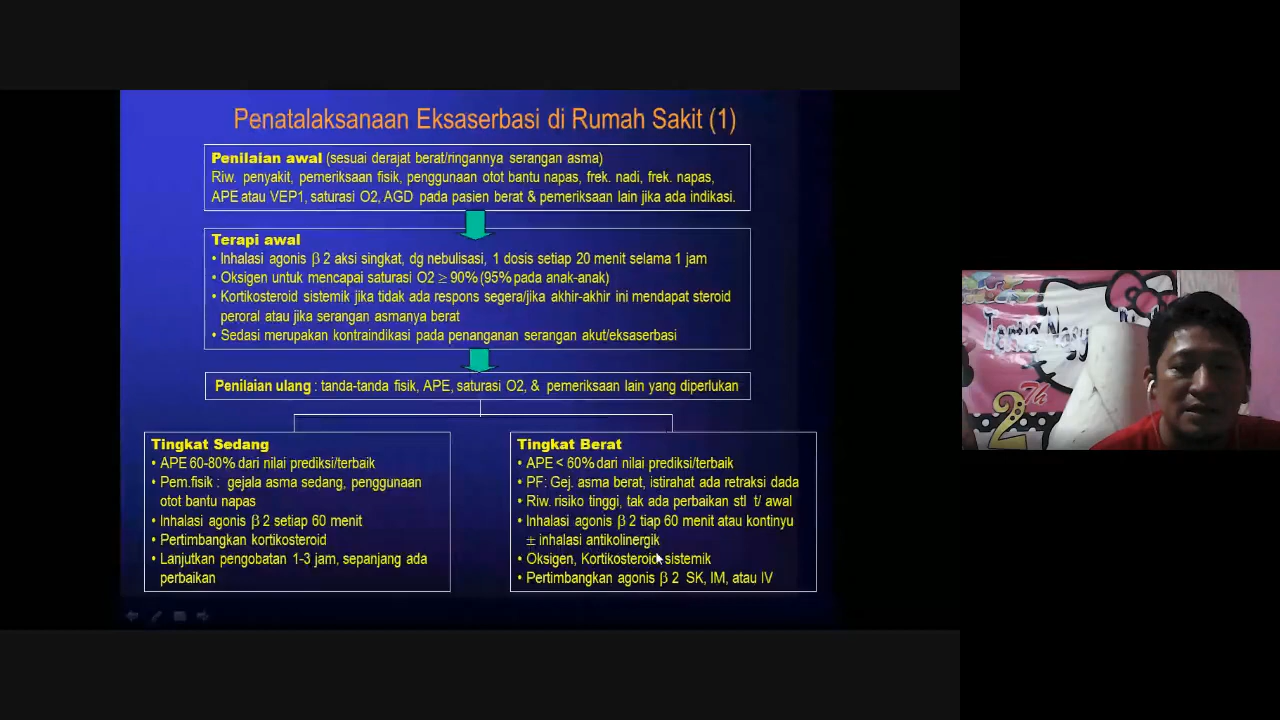 Penatalaksanaan Eksaserbasi di Rumah Sakit (1)
Penilaian awal (sesuai derajat berat/ringannya serangan asma)
Riw. penyakit, pemeriksaan fisik, penggunaan otot bantu napas, frek. nadi, frek. napas,
APE atau VEP1, saturasi O2, AGD pada pasien berat & pemeriksaan lain jika ada indikasi.
Terapi awal
• Inhalasi agonis β 2 aksi singkat, dg nebulisasi, 1 dosis setiap 20 menit selama 1 jam
• Oksigen untuk mencapai saturasi O2 ≥ 90% (95% pada anak-anak)
• Kortikosteroid sistemik jika tidak ada respons segera/jika akhir-akhir ini mendapat steroid
peroral atau jika serangan asmanya berat
• Sedasi merupakan kontraindikasi pada penanganan serangan akut/eksaserbasi
Penilaian ulang : tanda-tanda fisik, APE, saturasi O2, & pemeriksaan lain yang diperlukan
Tingkat Sedang
• APE 60-80% dari nilai prediksi/terbaik
• Pem.fisik : gejala asma sedang, penggunaan
otot bantu napas
• Inhalasi agonis β 2 setiap 60 menit
• Pertimbangkan kortikosteroid
• Lanjutkan pengobatan 1-3 jam, sepanjang ada
perbaikan
Tingkat Berat
• APE < 60% dari nilai prediksi/terbaik
• PF: Gej. asma berat, istirahat ada retraksi dada
• Riw. risiko tinggi, tak ada perbaikan stl t/ awal
• Inhalasi agonis β 2 tiap 60 menit atau kontinyu
± inhalasi antikolinergik
• Oksigen, Kortikosteroid sistemik
• Pertimbangkan agonis β 2 SK, IM, atau IV
2Th